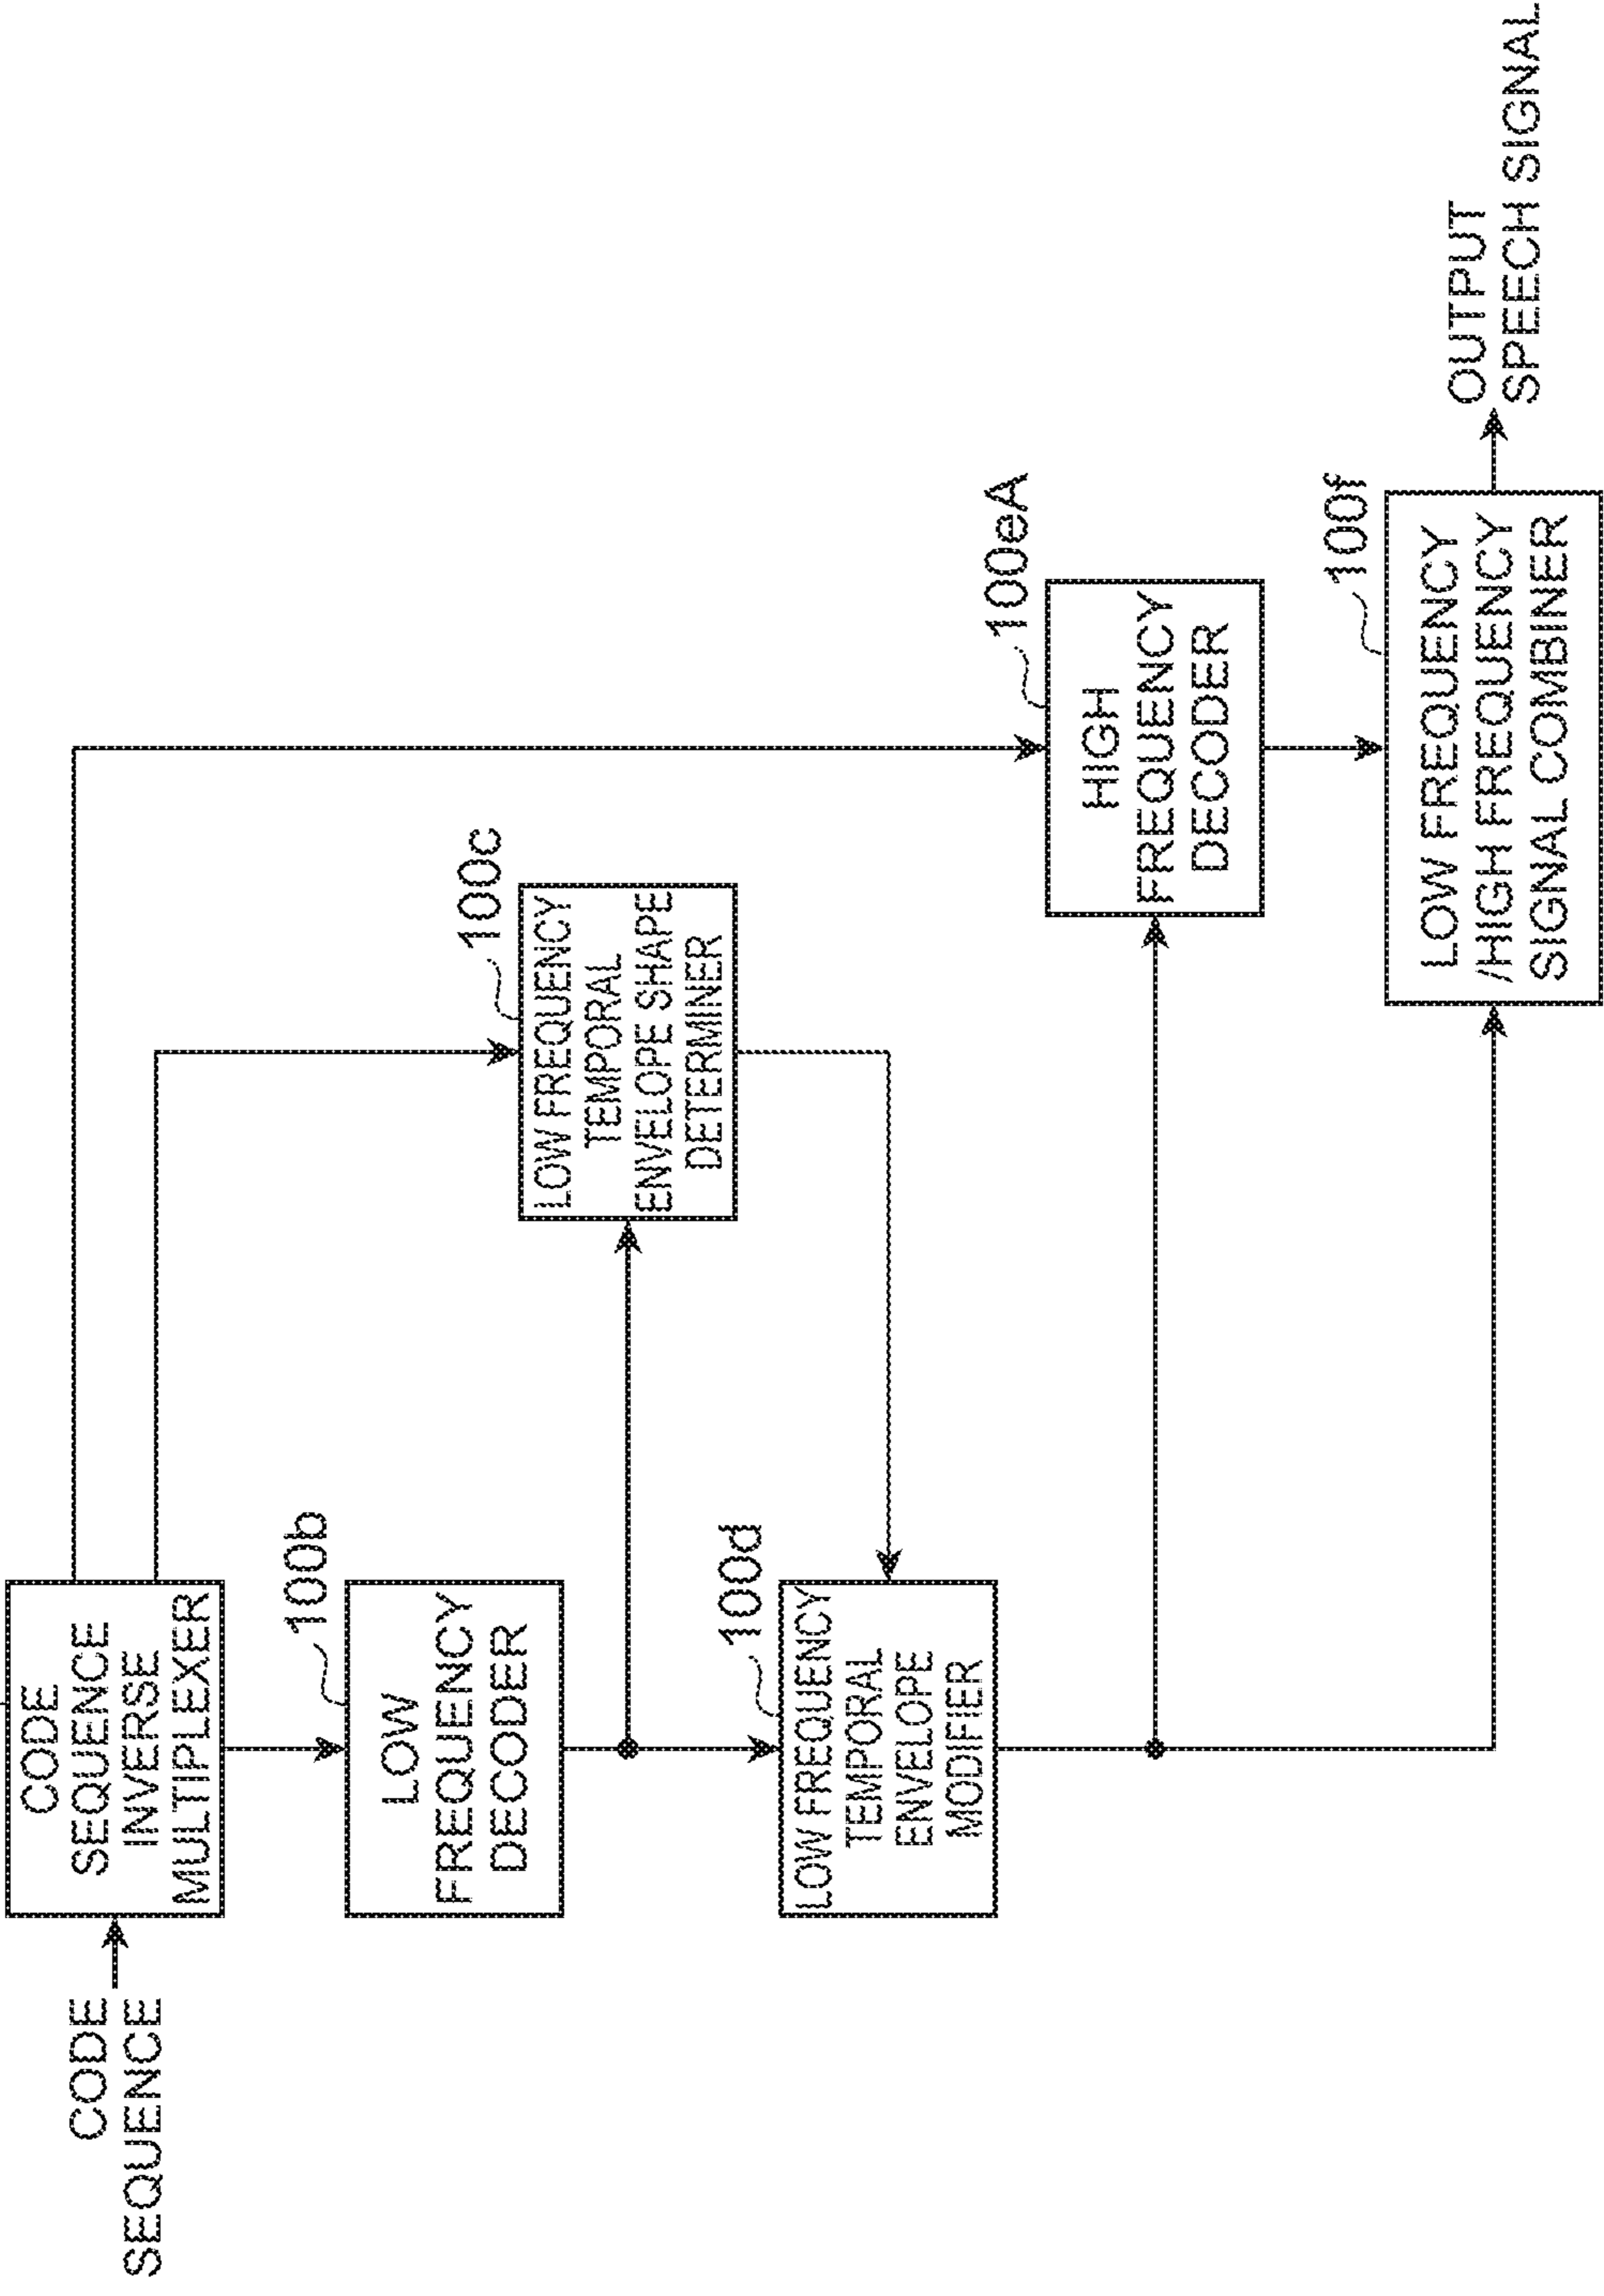 CODE
SEQUENCE
CODE
SEQUENCE
INVERSE
MULTIPLEXER
100b
LOW
FREQUENCY
DECODER
100c
LOW FREQUENCY
TEMPORAL
ENVELOPE SHAPE
DETERMINER
100d
LOW FREQUENCY
TEMPORAL
ENVELOPE
MODIFIER
100eA
HIGH
FREQUENCY
DECODER
100f
LOW FREQUENCY
/HIGH FREQUENCY
SIGNAL COMBINER
OUTPUT
SPEECH SIGNAL